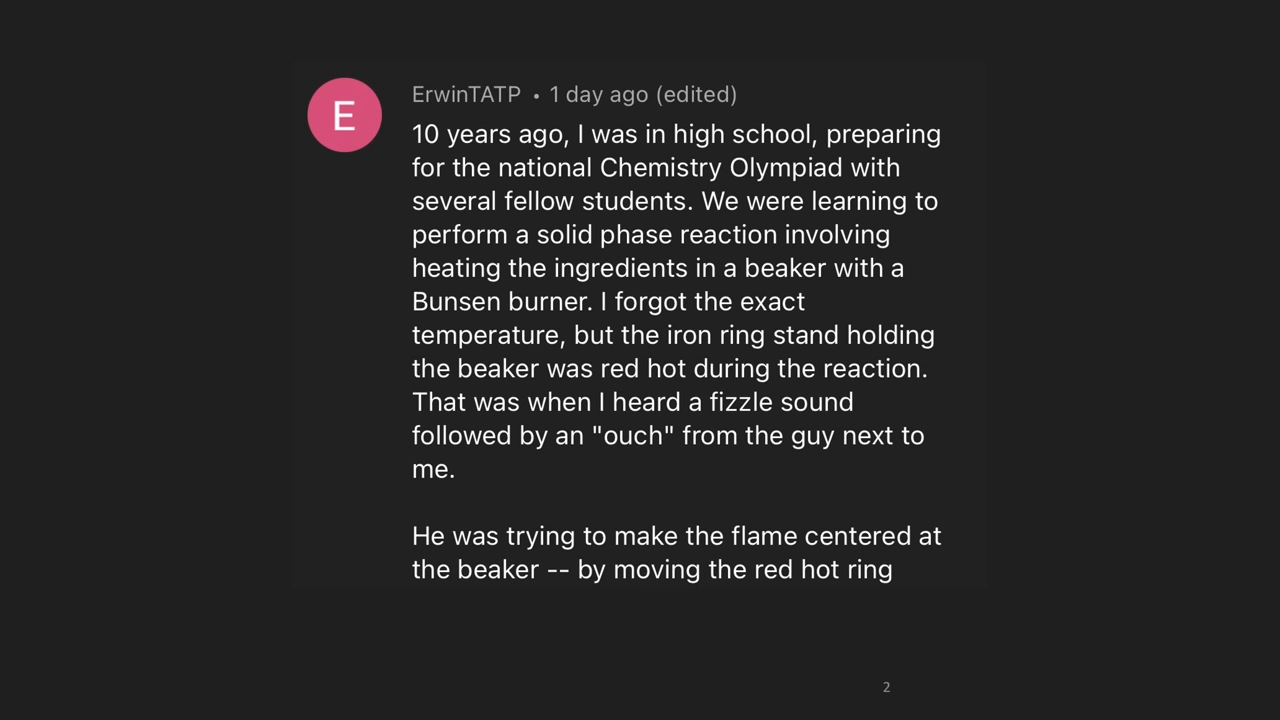 E
ErwinTATP • 1 day ago (edited)
10 years ago, I was in high school, preparing
for the national Chemistry Olympiad with
several fellow students. We were learning to
perform a solid phase reaction involving
heating the ingredients in a beaker with a
Bunsen burner. I forgot the exact
temperature, but the iron ring stand holding
the beaker was red hot during the reaction.
That was when I heard a fizzle sound
followed by an "ouch" from the guy next to
me.
He was trying to make the flame centered at
the beaker -- by moving the red hot ring
2